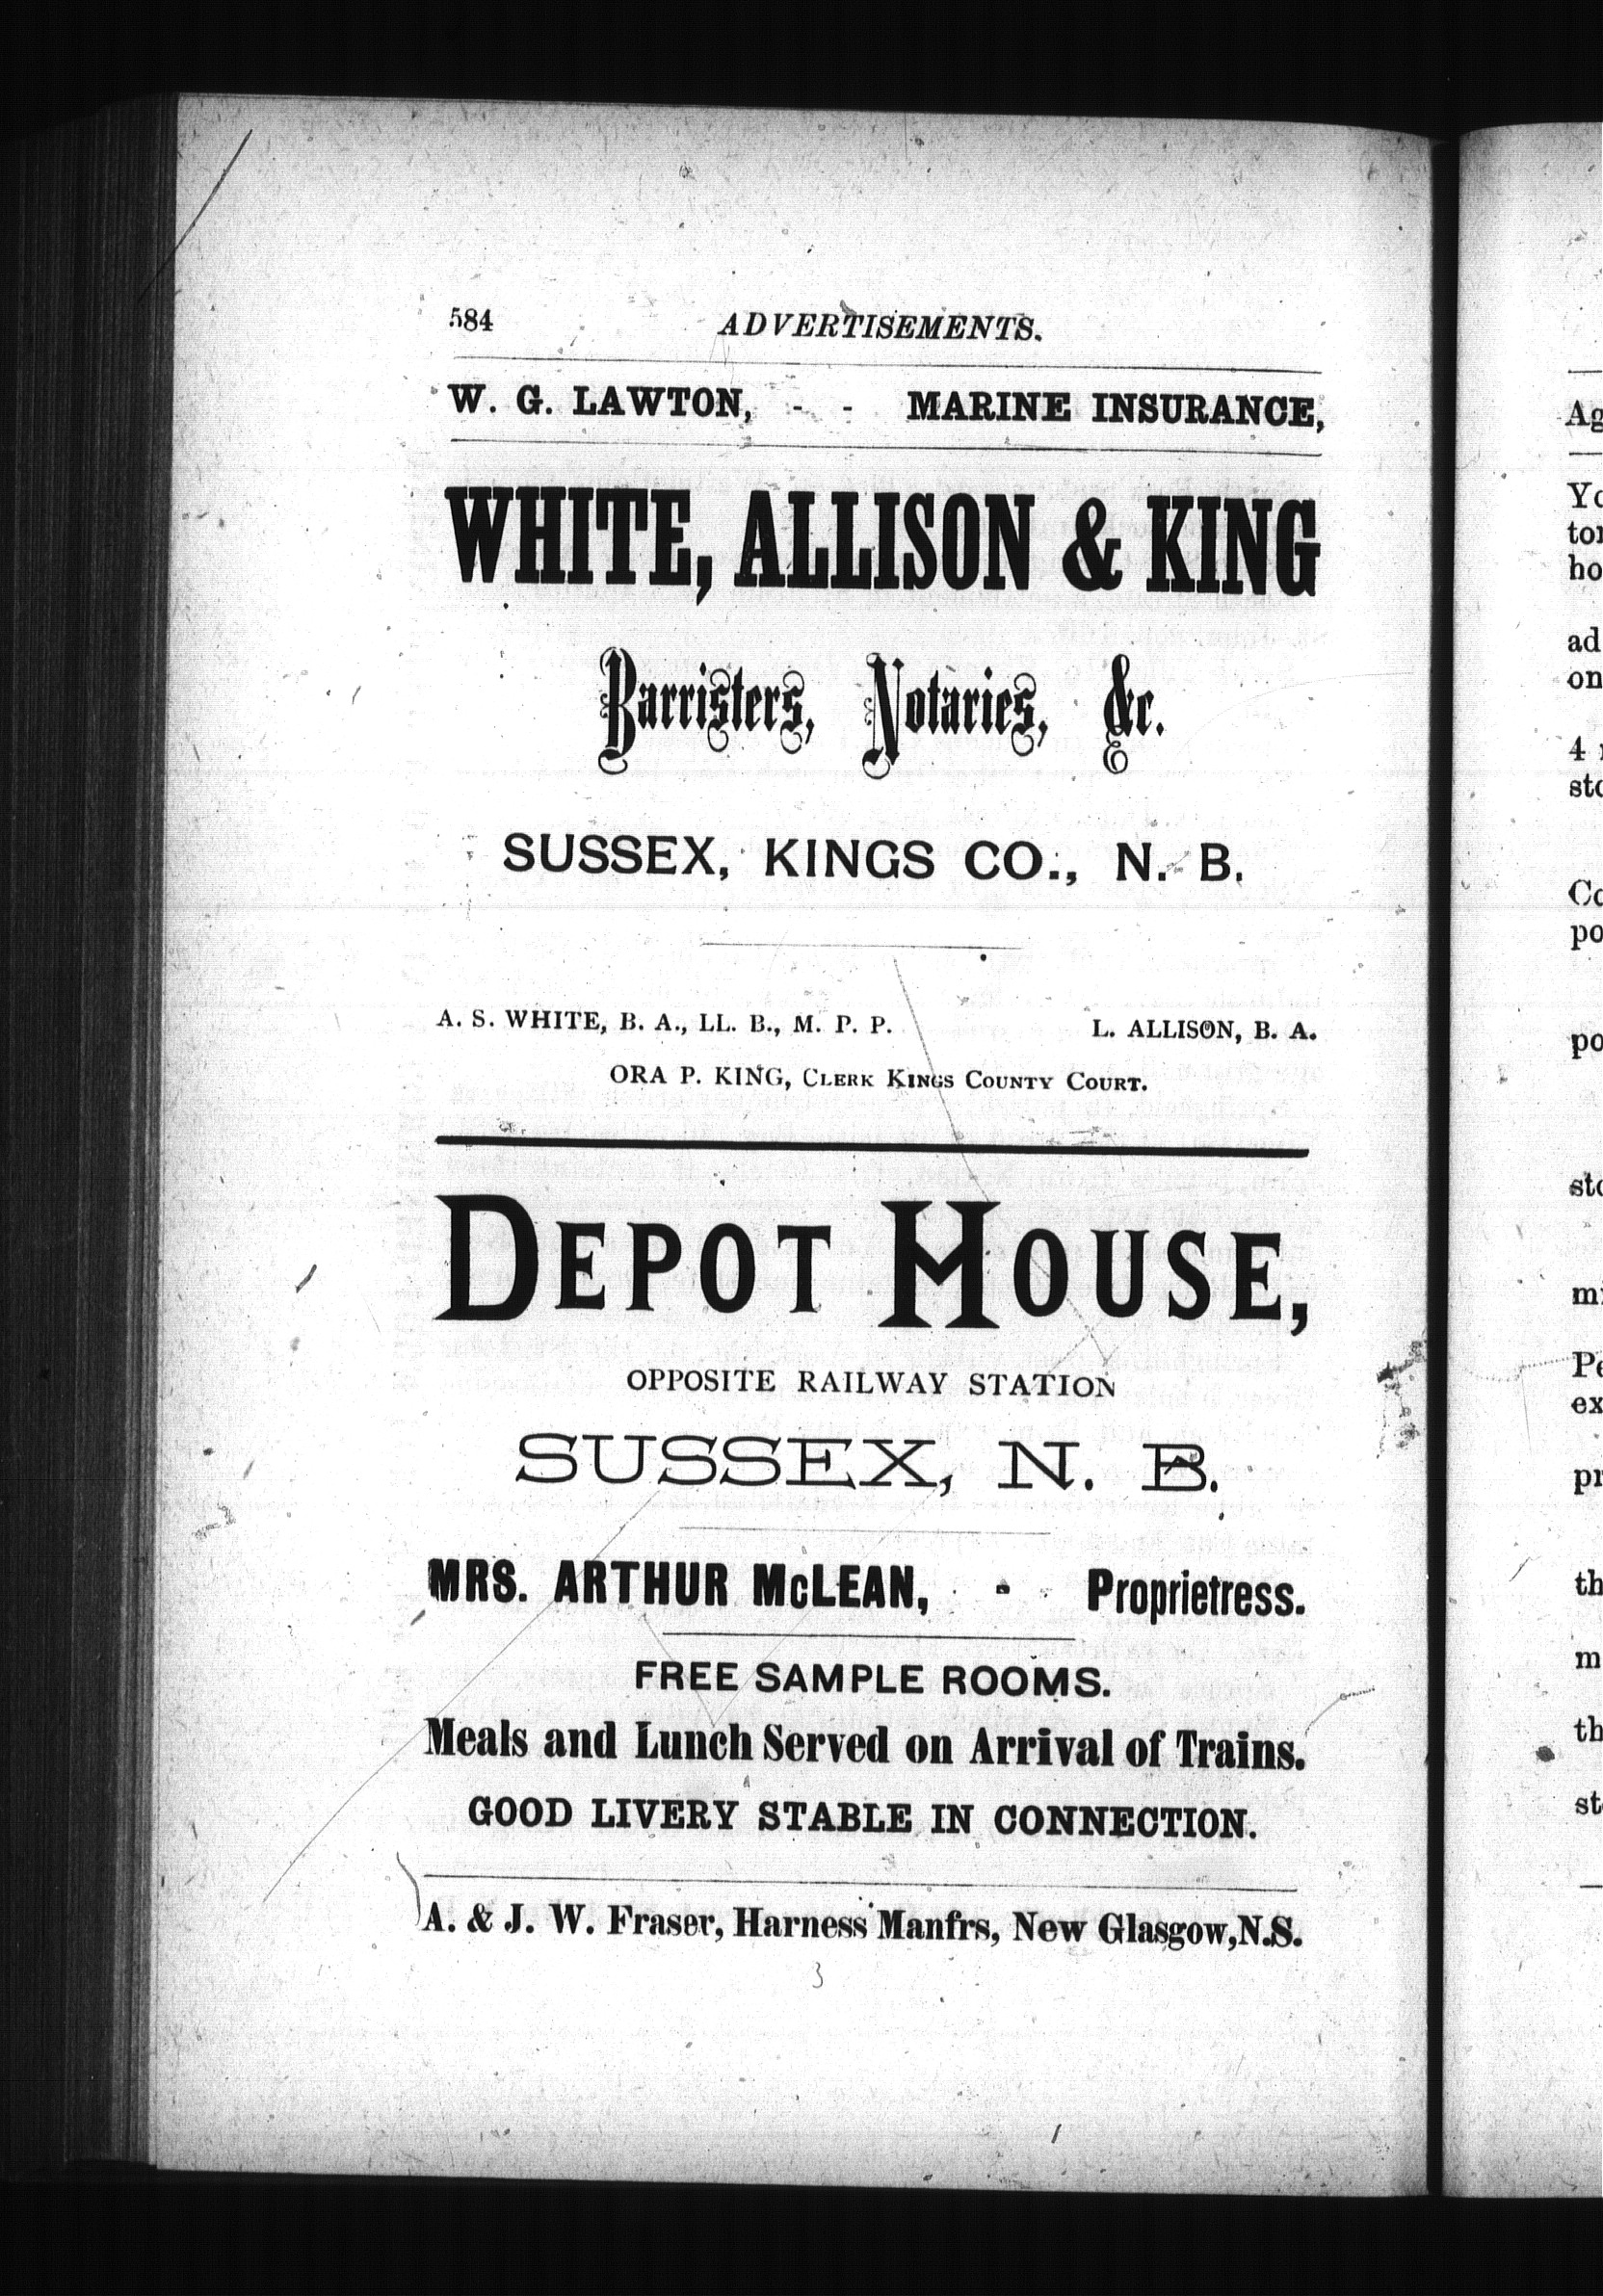 584 ADVERTISEMENTS.
W. G. LAWTON, - - MARINE INSURANCE,
WHITE, ALLISON & KING
Barristers, Notaries, &c.
SUSSEX, KINGS CO., N. B.
A. S. WHITE, B. A., LL. B., M. P. P. L. ALLISON, B. A.
ORA P. KING, CLERK KINGS COUNTY COURT.
DEPOT HOUSE,
OPPOSITE RAILWAY STATION
SUSSEX, N. B.
MRS. ARTHUR McLEAN, - Proprietress.
FREE SAMPLE ROOMS.
Meals and Lunch Served on Arrival of Trains.
GOOD LIVERY STABLE IN CONNECTION.
A. & J. W. Fraser, Harness Manfrs, New Glasgow, N.S.